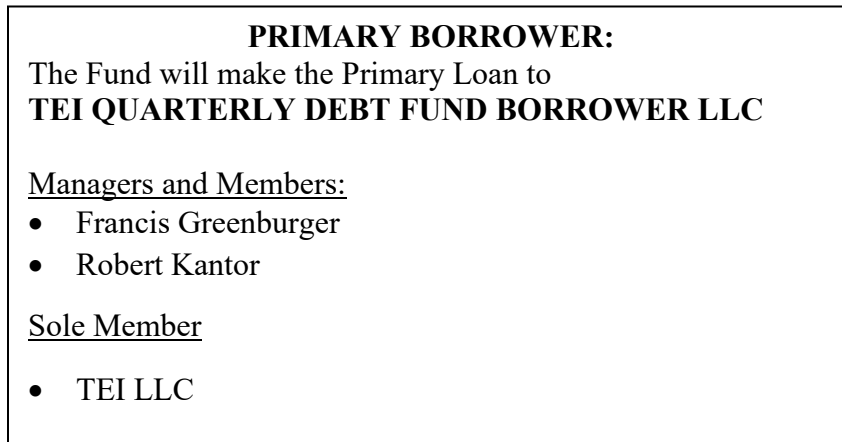 PRIMARY BORROWER:
The Fund will make the Primary Loan to
TEI QUARTERLY DEBT FUND BORROWER LLC
Managers and Members:
• Francis Greenburger
• Robert Kantor
Sole Member
• TEI LLC